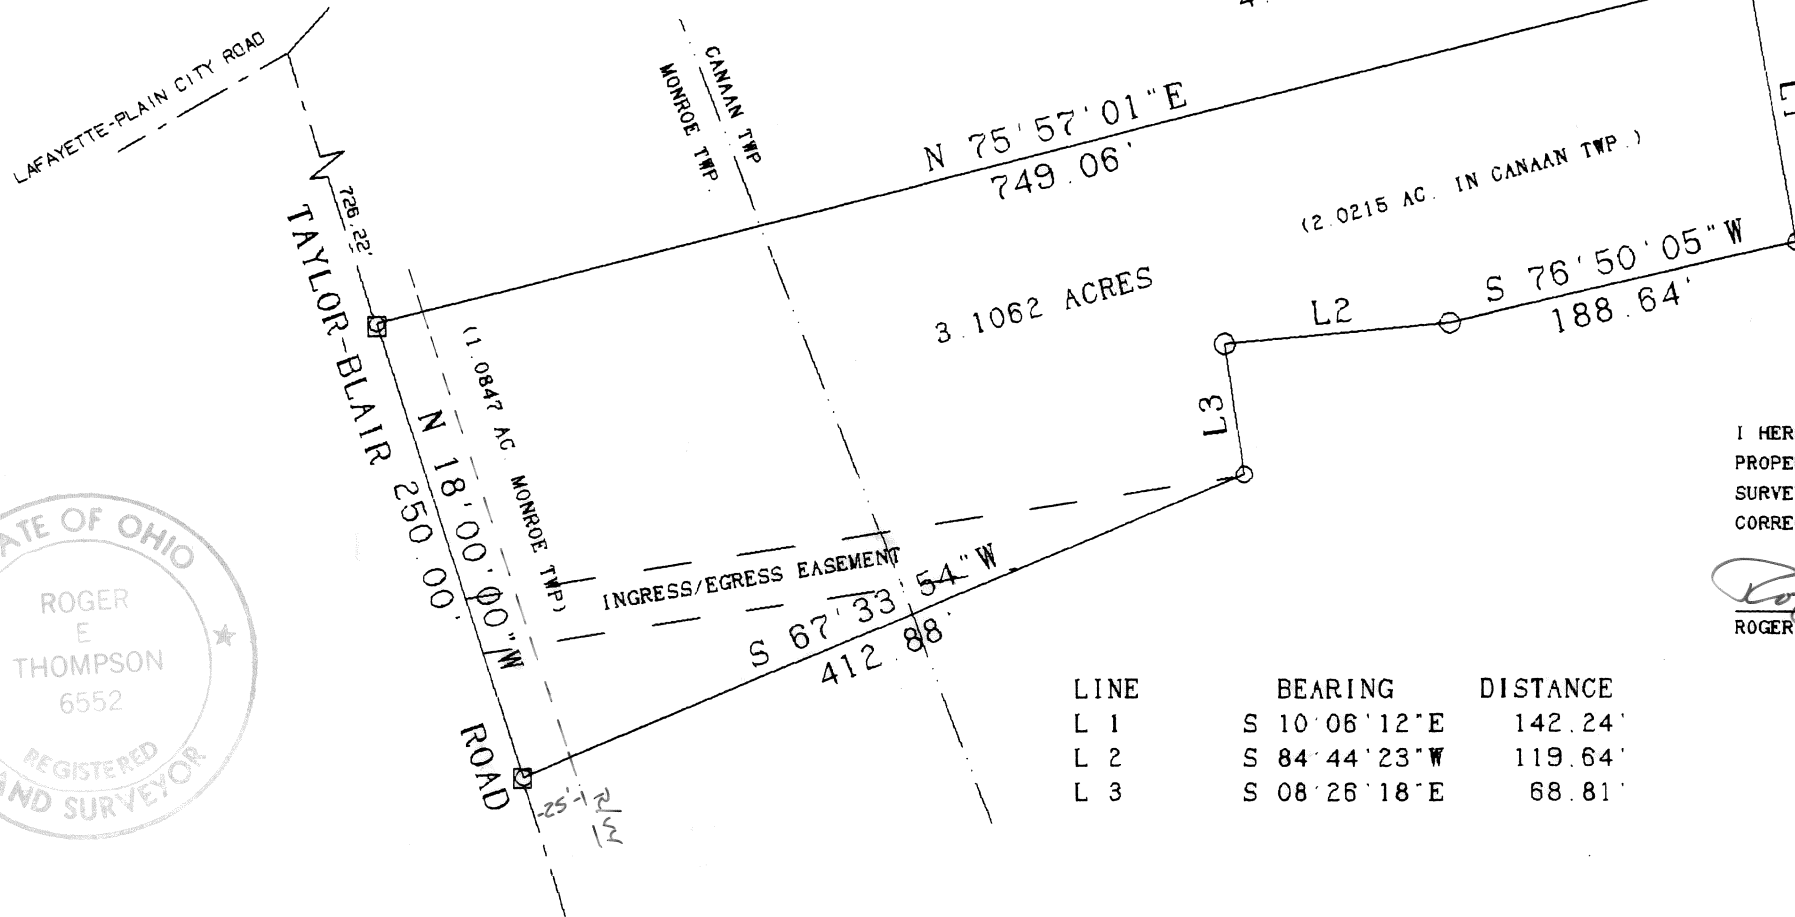 LAFAYETTE-PLAIN CITY ROAD
726.22'
CANAAN TWP
MONROE TWP.
N 75°57'01"E
749.06'
(2.0215 AC. IN CANAAN TWP.)
3.1062 ACRES
S 76°50'05"W
188.64'
L2
L3
L1
TAYLOR-BLAIR ROAD
N 18°00'00"W
250.00'
(1.0847 AC. MONROE TWP)
INGRESS/EGRESS EASEMENT
S 67°33'54"W
412.88'
-25'-
OHIO
ROGER
E
THOMPSON
6552
REGISTERED
SURVEYOR
LINE BEARING DISTANCE
L 1 S 10°06'12"E 142.24'
L 2 S 84°44'23"W 119.64'
L 3 S 08°26'18"E 68.81'
I HER
PROPE
SURVE
CORRE
ROGER